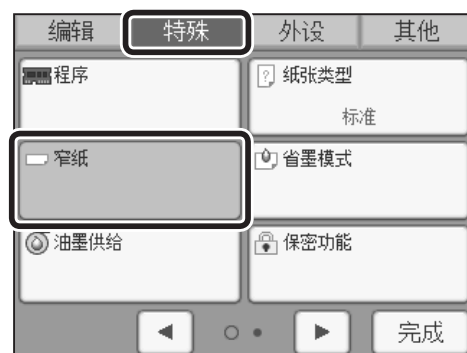 编辑 特殊 外设 其他
程序 纸张类型
标准
窄纸 省墨模式
油墨供给 保密功能
完成